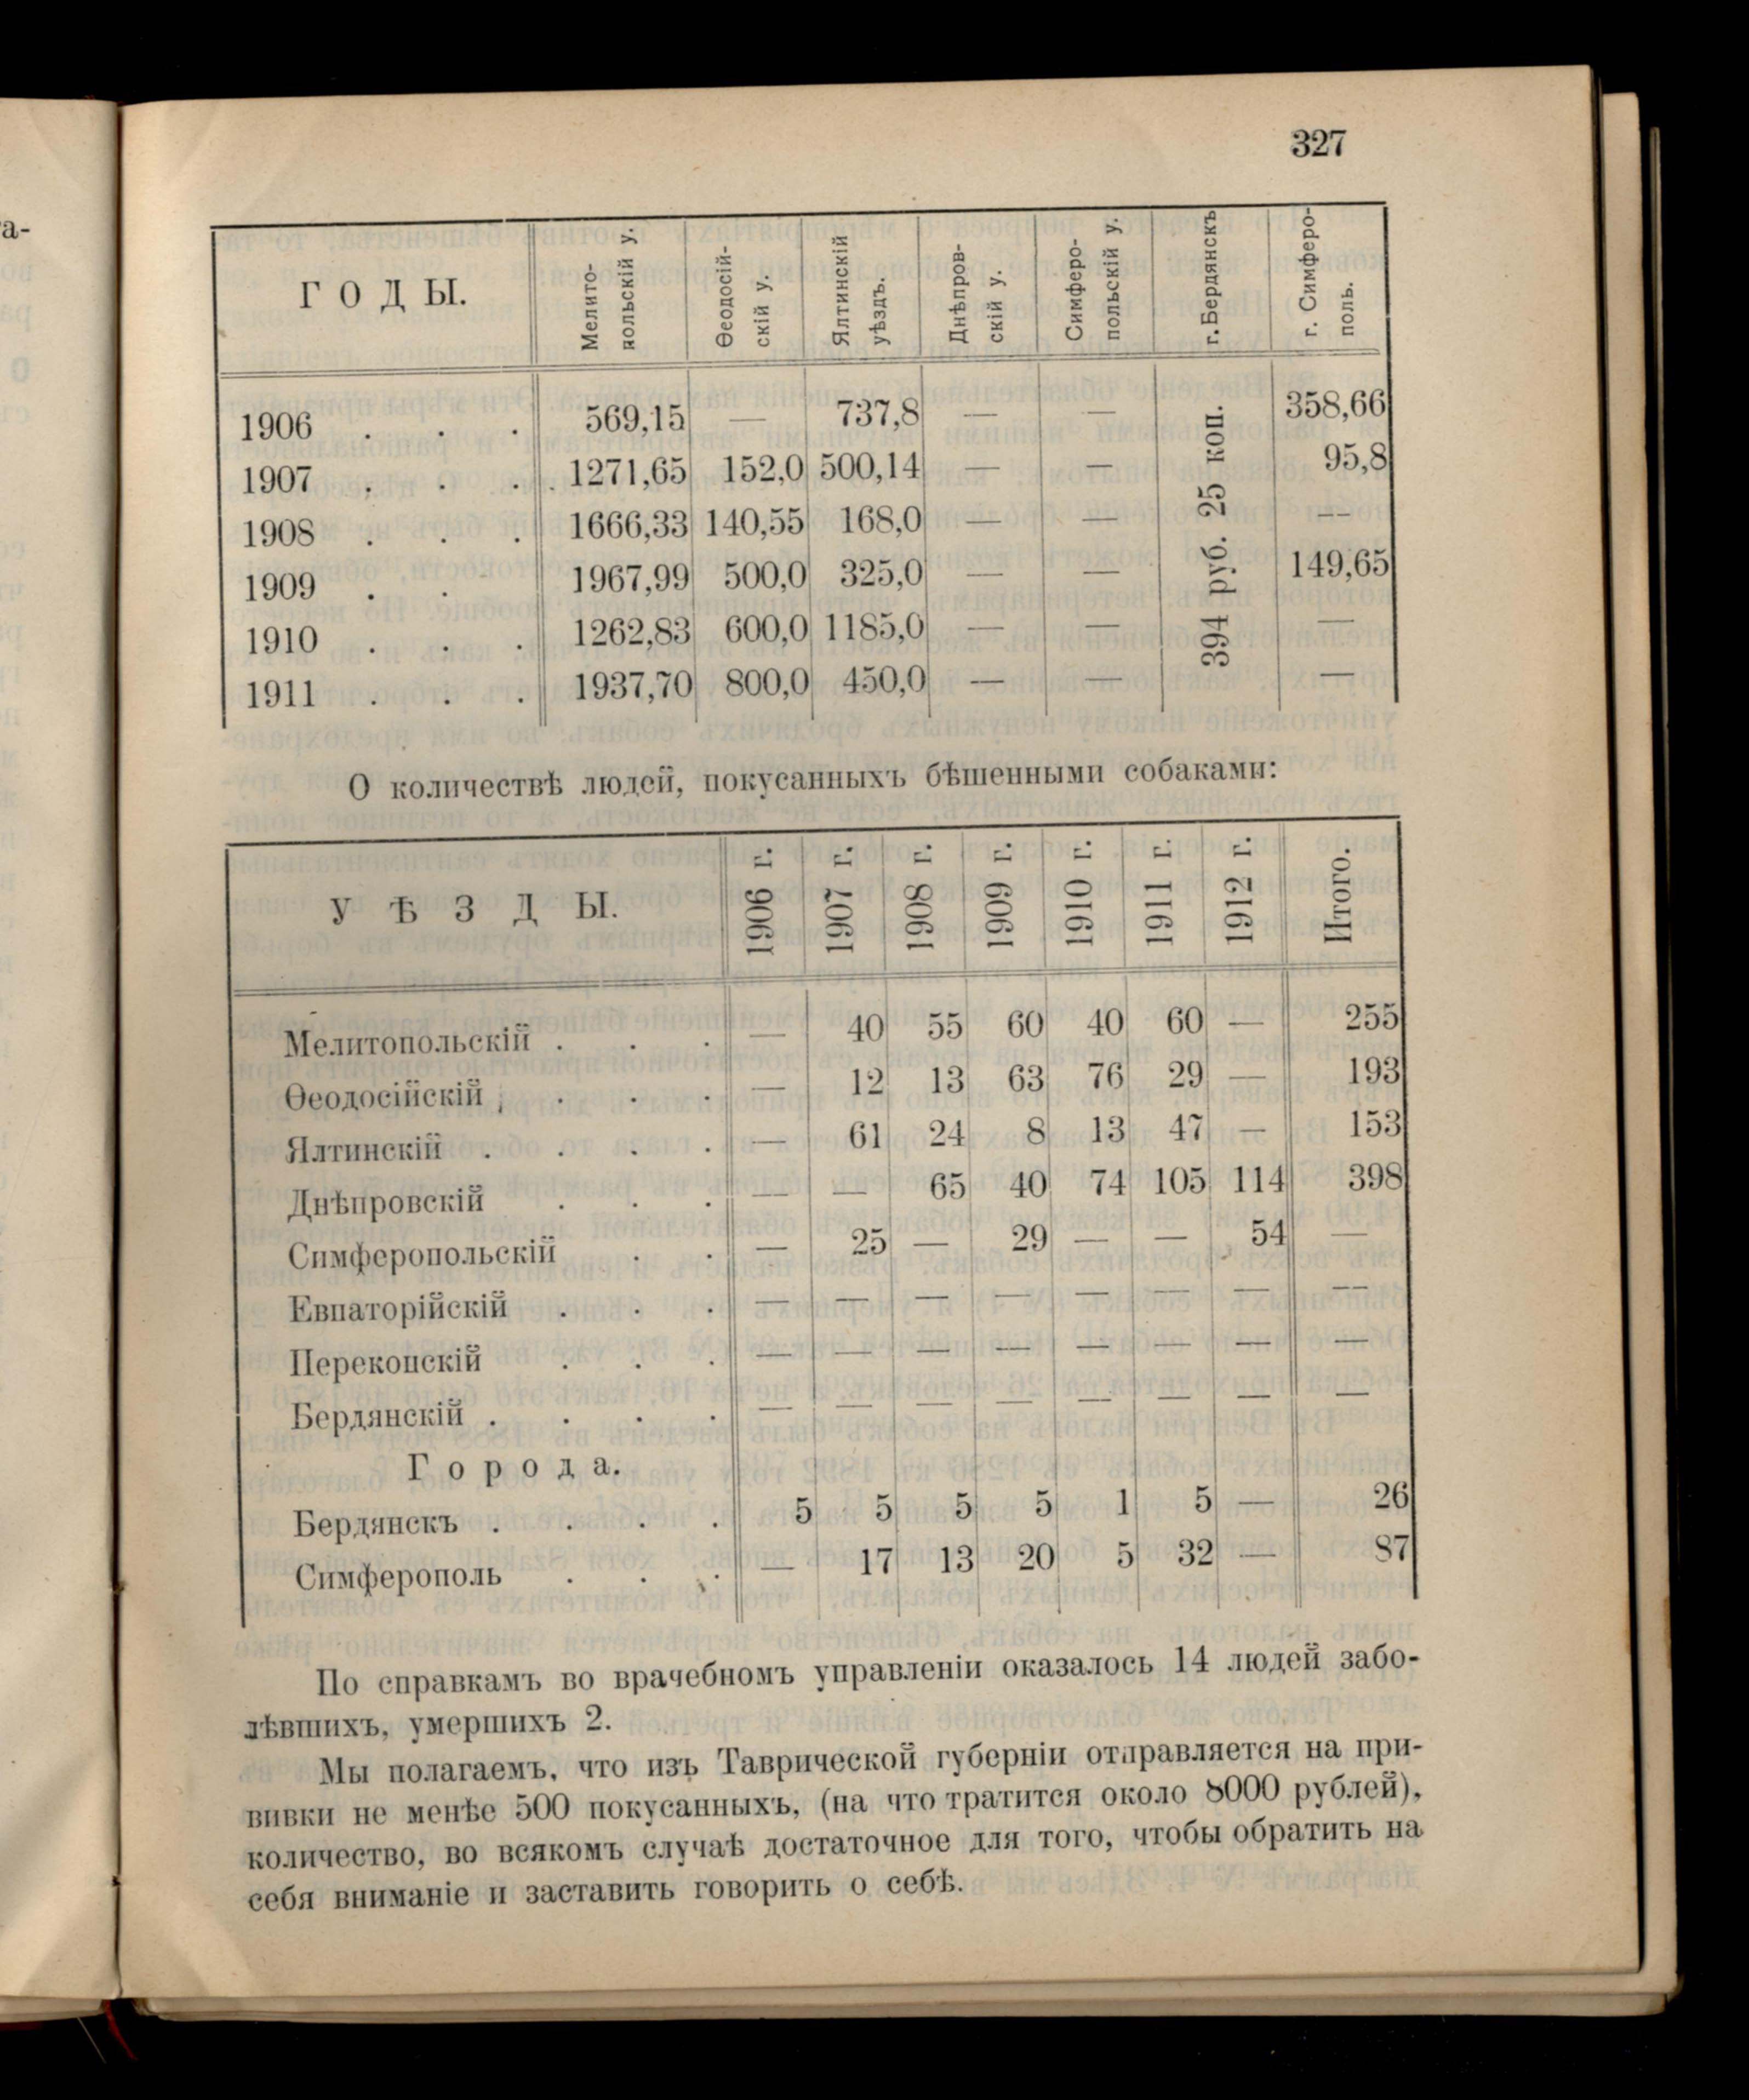 327
ГОДЫ. Мелитопольскій у. Ѳеодосій-скій у. Ялтинскій уѣздъ. Днѣпров-скій у. Симферо-польскій у. г. Бердянскъ г. Симферо-поль.
1906 . . . 569,15 — 737,8 — — 358,66
1907 . . . 1271,65 152,0 500,14 — — 95,8
1908 . . . 1666,33 140,55 168,0 — — —
1909 . . . 1967,99 500,0 325,0 — — 149,65
1910 . . . 1262,83 600,0 1185,0 — — —
1911 . . . 1937,70 800,0 450,0 — — —
394 руб. 25 коп.
О количествѣ людей, покусанныхъ бѣшенными собаками:
УѢЗДЫ. 1906 г. 1907 г. 1908 г. 1909 г. 1910 г. 1911 г. 1912 г. Итого.
Мелитопольскій . . . — 40 55 60 40 60 — 255
Ѳеодосійскій . . . — 12 13 63 76 29 — 193
Ялтинскій . . . . — 61 24 8 13 47 — 153
Днѣпровскій . . . — — 65 40 74 105 114 398
Симферопольскій . . — 25 — 29 — — 54 —
Евпаторійскій . . . — — — — — — — —
Перекопскій . . . — — — — — — — —
Бердянскій . . . . — — — — — — — —
Города.
Бердянскъ . . . . 5 5 5 5 1 5 — 26
Симферополь . . . — 17 13 20 5 32 — 87
По справкамъ во врачебномъ управленіи оказалось 14 людей забо-
лѣвшихъ, умершихъ 2.
Мы полагаемъ, что изъ Таврической губерніи отправляется на при-
вивки не менѣе 500 покусанныхъ, (на что тратится около 8000 рублей),
количество, во всякомъ случаѣ достаточное для того, чтобы обратить на
себя вниманіе и заставить говорить о себѣ.